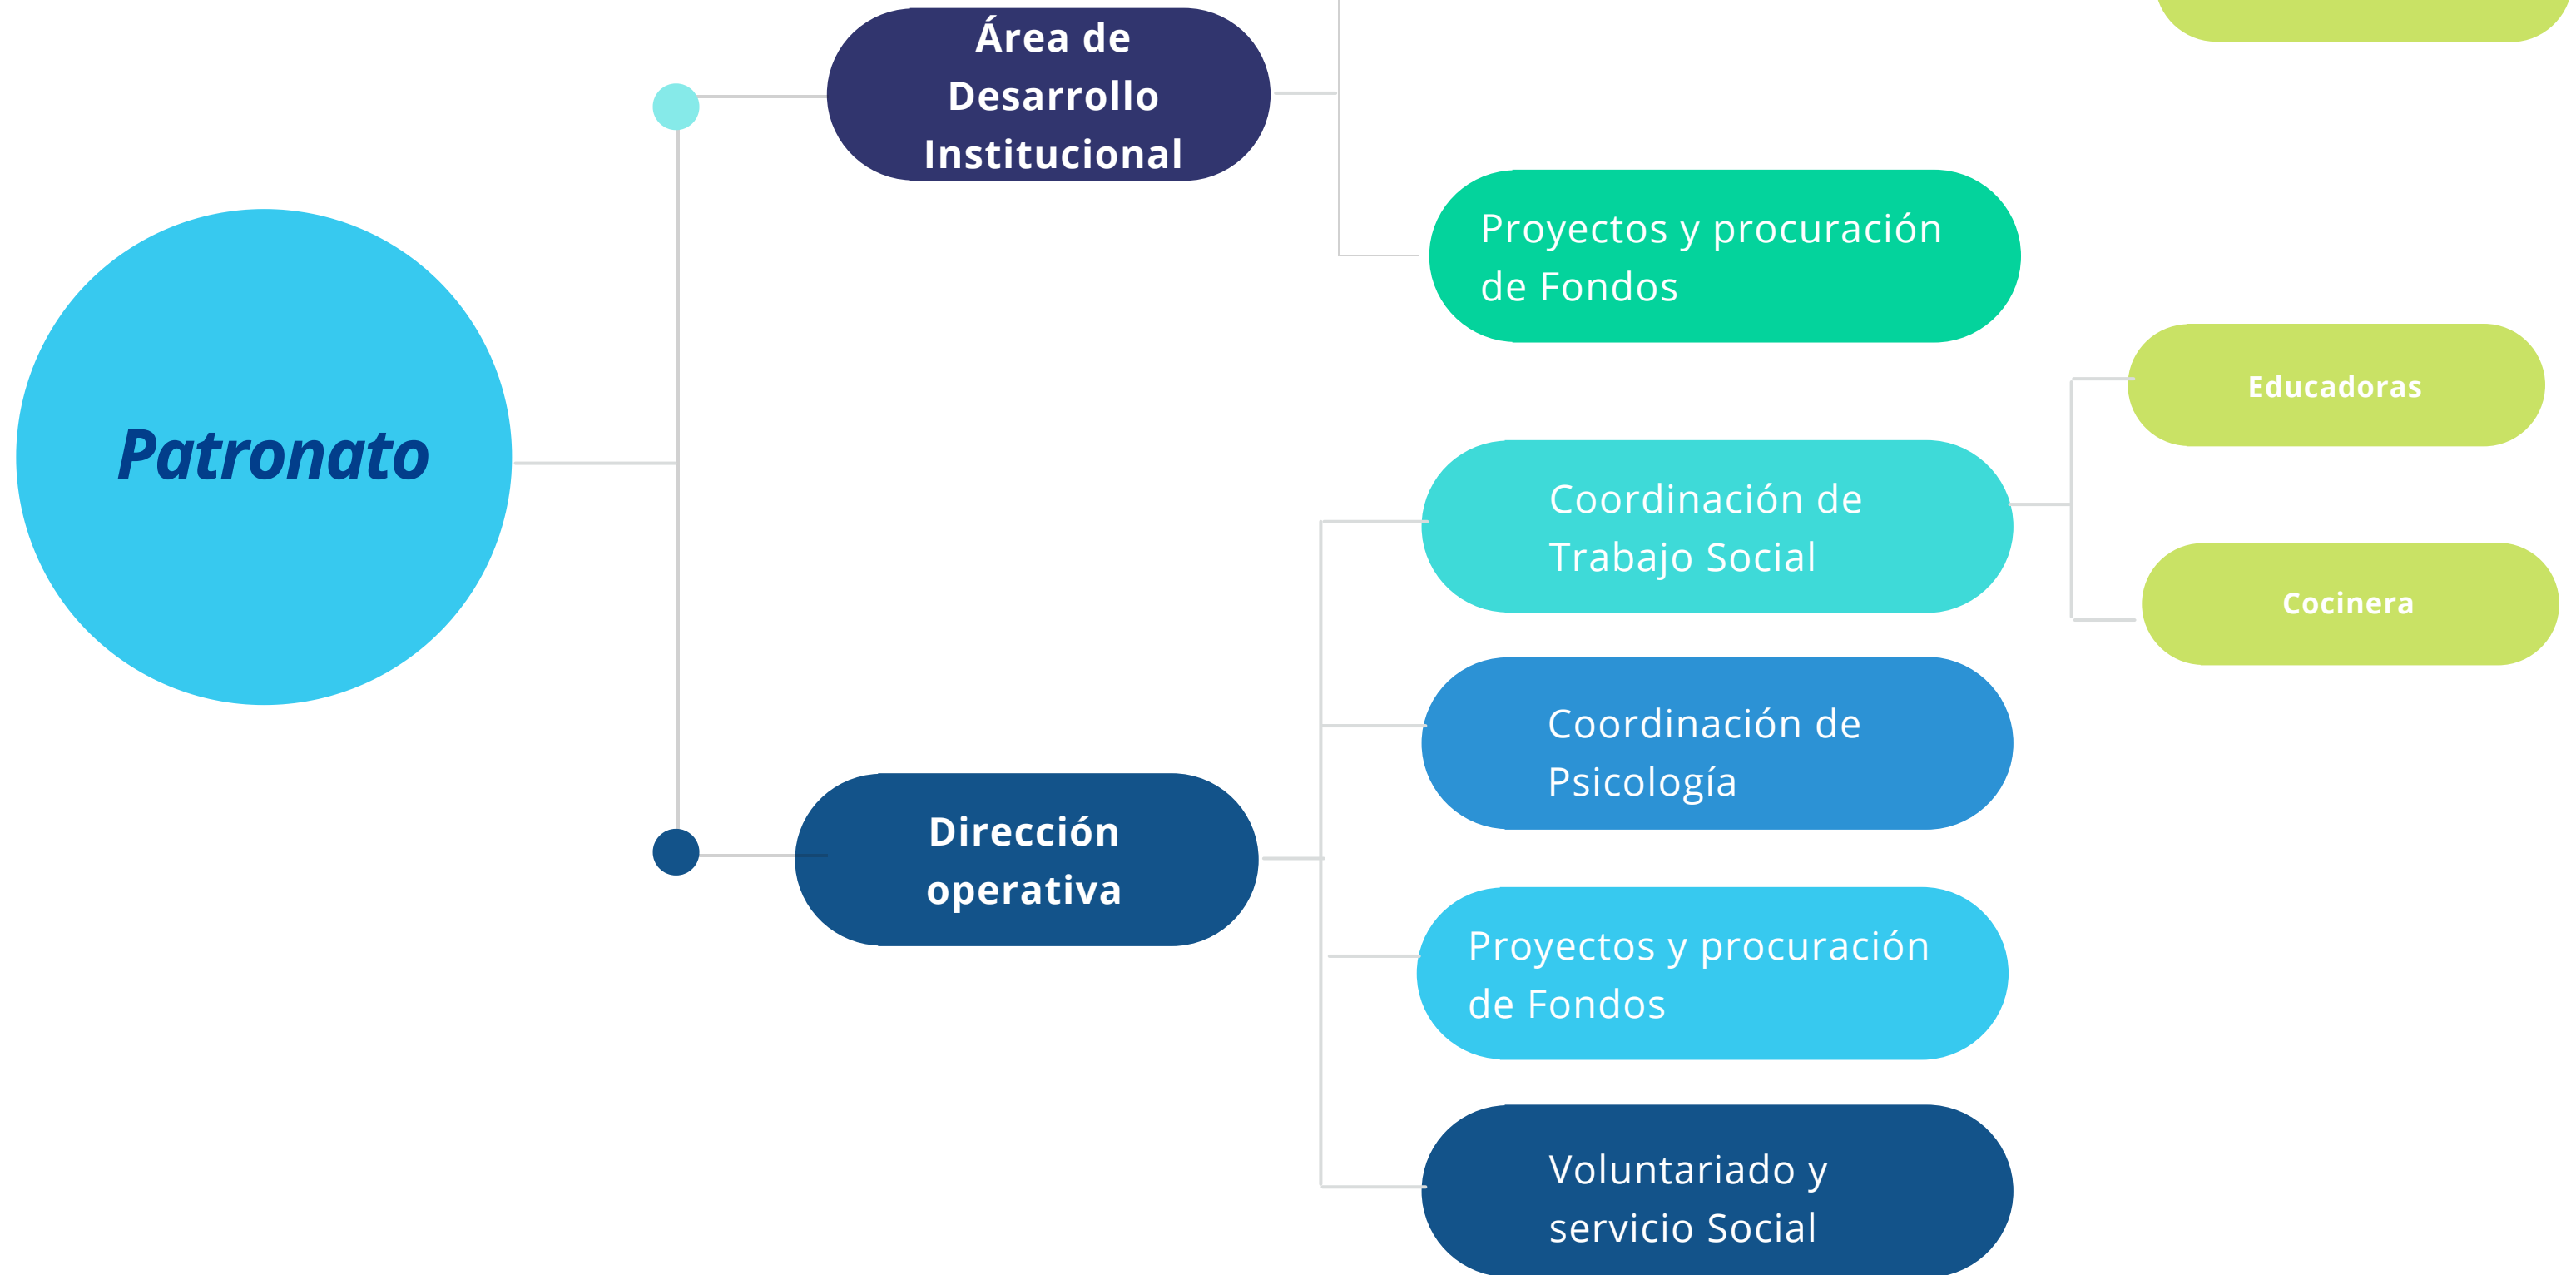 Área de
Desarrollo
Institucional
Proyectos y procuración
de Fondos
Educadoras
Patronato
Coordinación de
Trabajo Social
Cocinera
Coordinación de
Psicología
Dirección
operativa
Proyectos y procuración
de Fondos
Voluntariado y
servicio Social